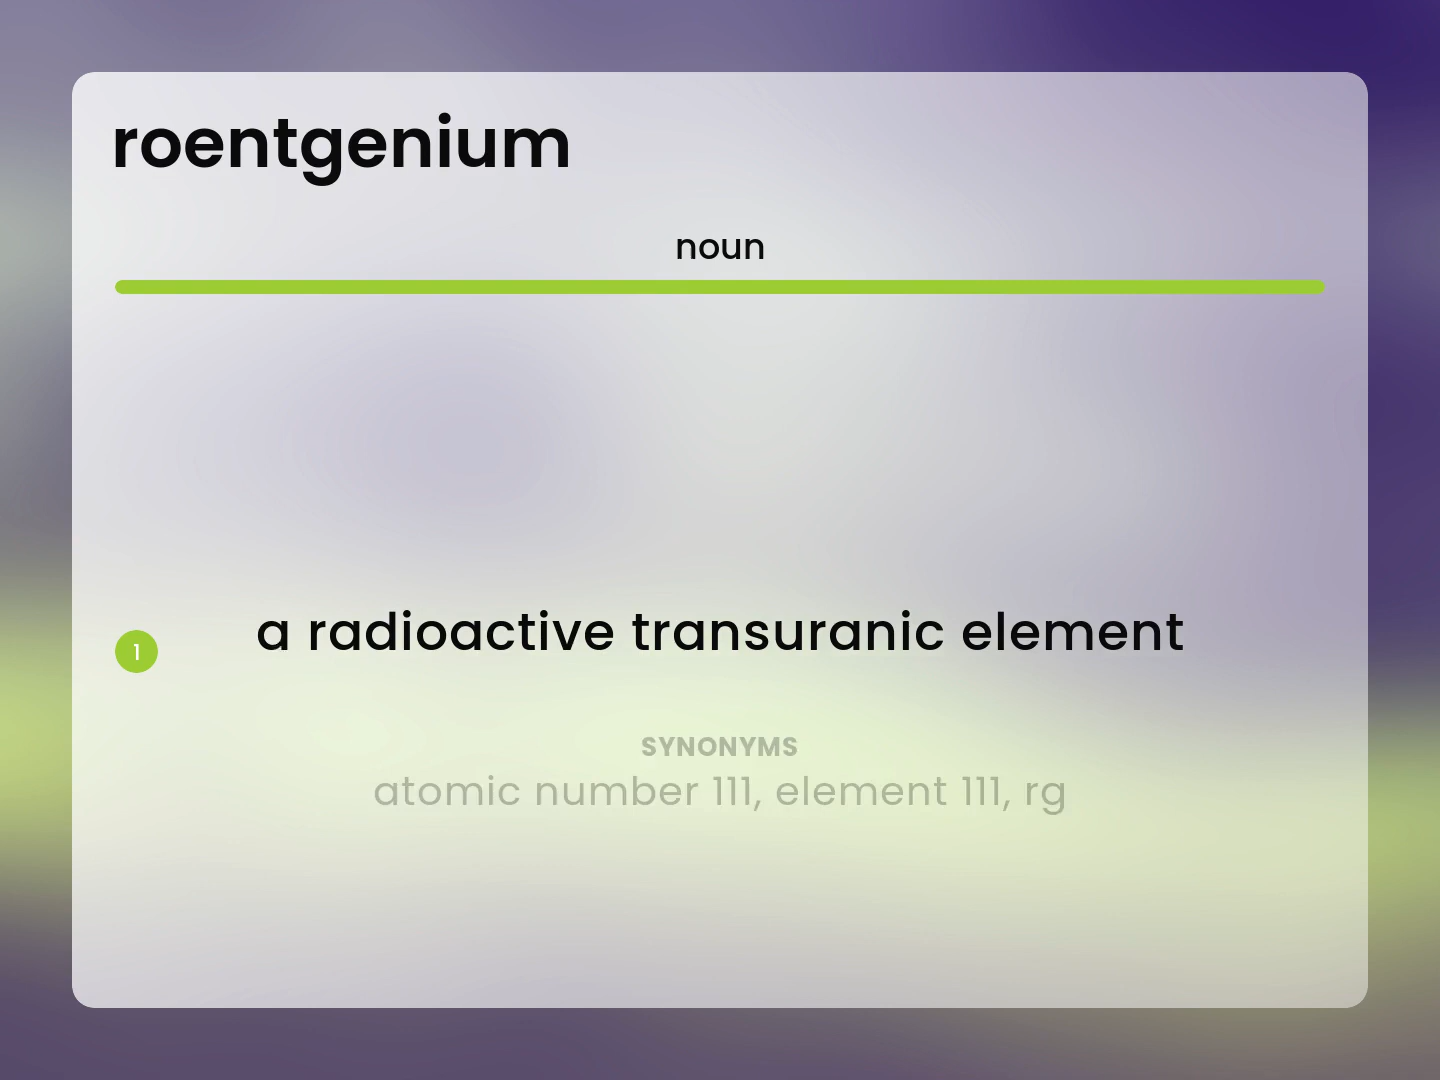 roentgenium
noun
1
a radioactive transuranic element
SYNONYMS
atomic number 111, element 111, rg